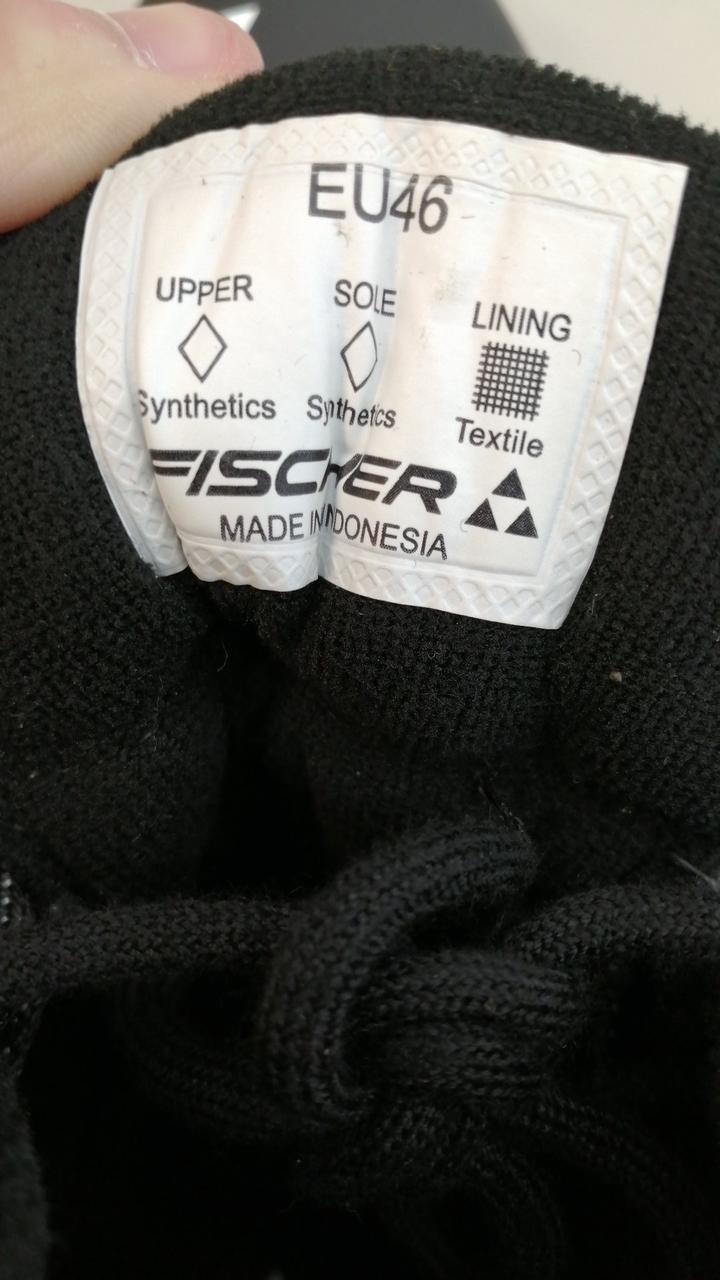 EU46
UPPER SOLE LINING
Synthetics Synthetics Textile
FISCHER
MADE IN INDONESIA